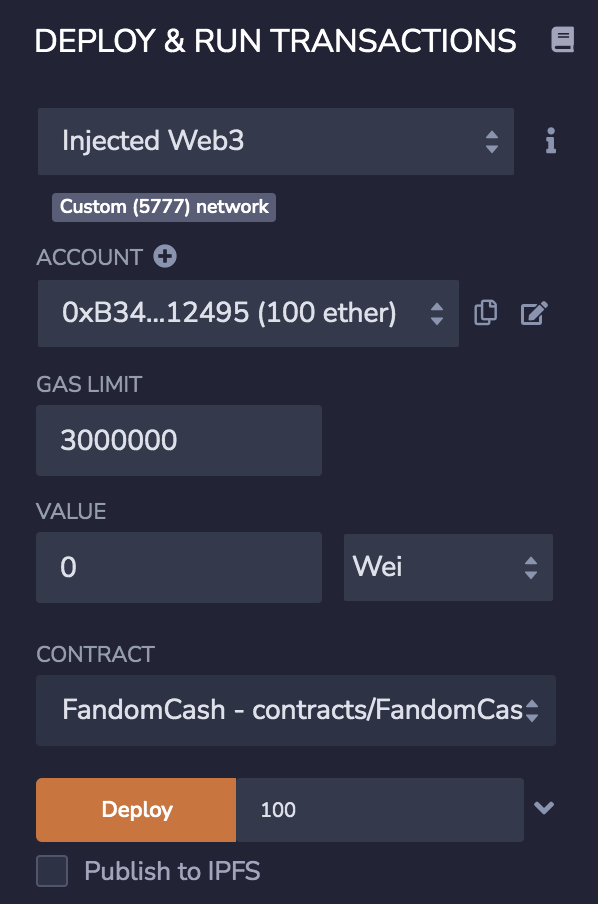 DEPLOY & RUN TRANSACTIONS
Injected Web3
Custom (5777) network
ACCOUNT
0xB34...12495 (100 ether)
GAS LIMIT
3000000
VALUE
0 Wei
CONTRACT
FandomCash - contracts/FandomCas
Deploy 100
Publish to IPFS